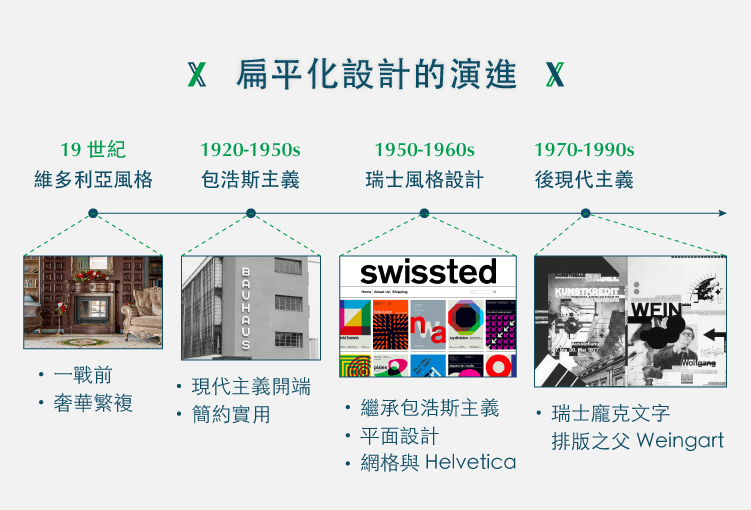 扁平化設計的演進
19 世紀
維多利亞風格
1920-1950s
包浩斯主義
1950-1960s
瑞士風格設計
1970-1990s
後現代主義
BAUHAUS
swissted
Home About Us Shipping
nva
joy division
pixies
KUNSTKREDIT
WEIN
Wolfgang
• 一戰前
• 奢華繁複
• 現代主義開端
• 簡約實用
• 繼承包浩斯主義
• 平面設計
• 網格與 Helvetica
• 瑞士龐克文字
排版之父 Weingart